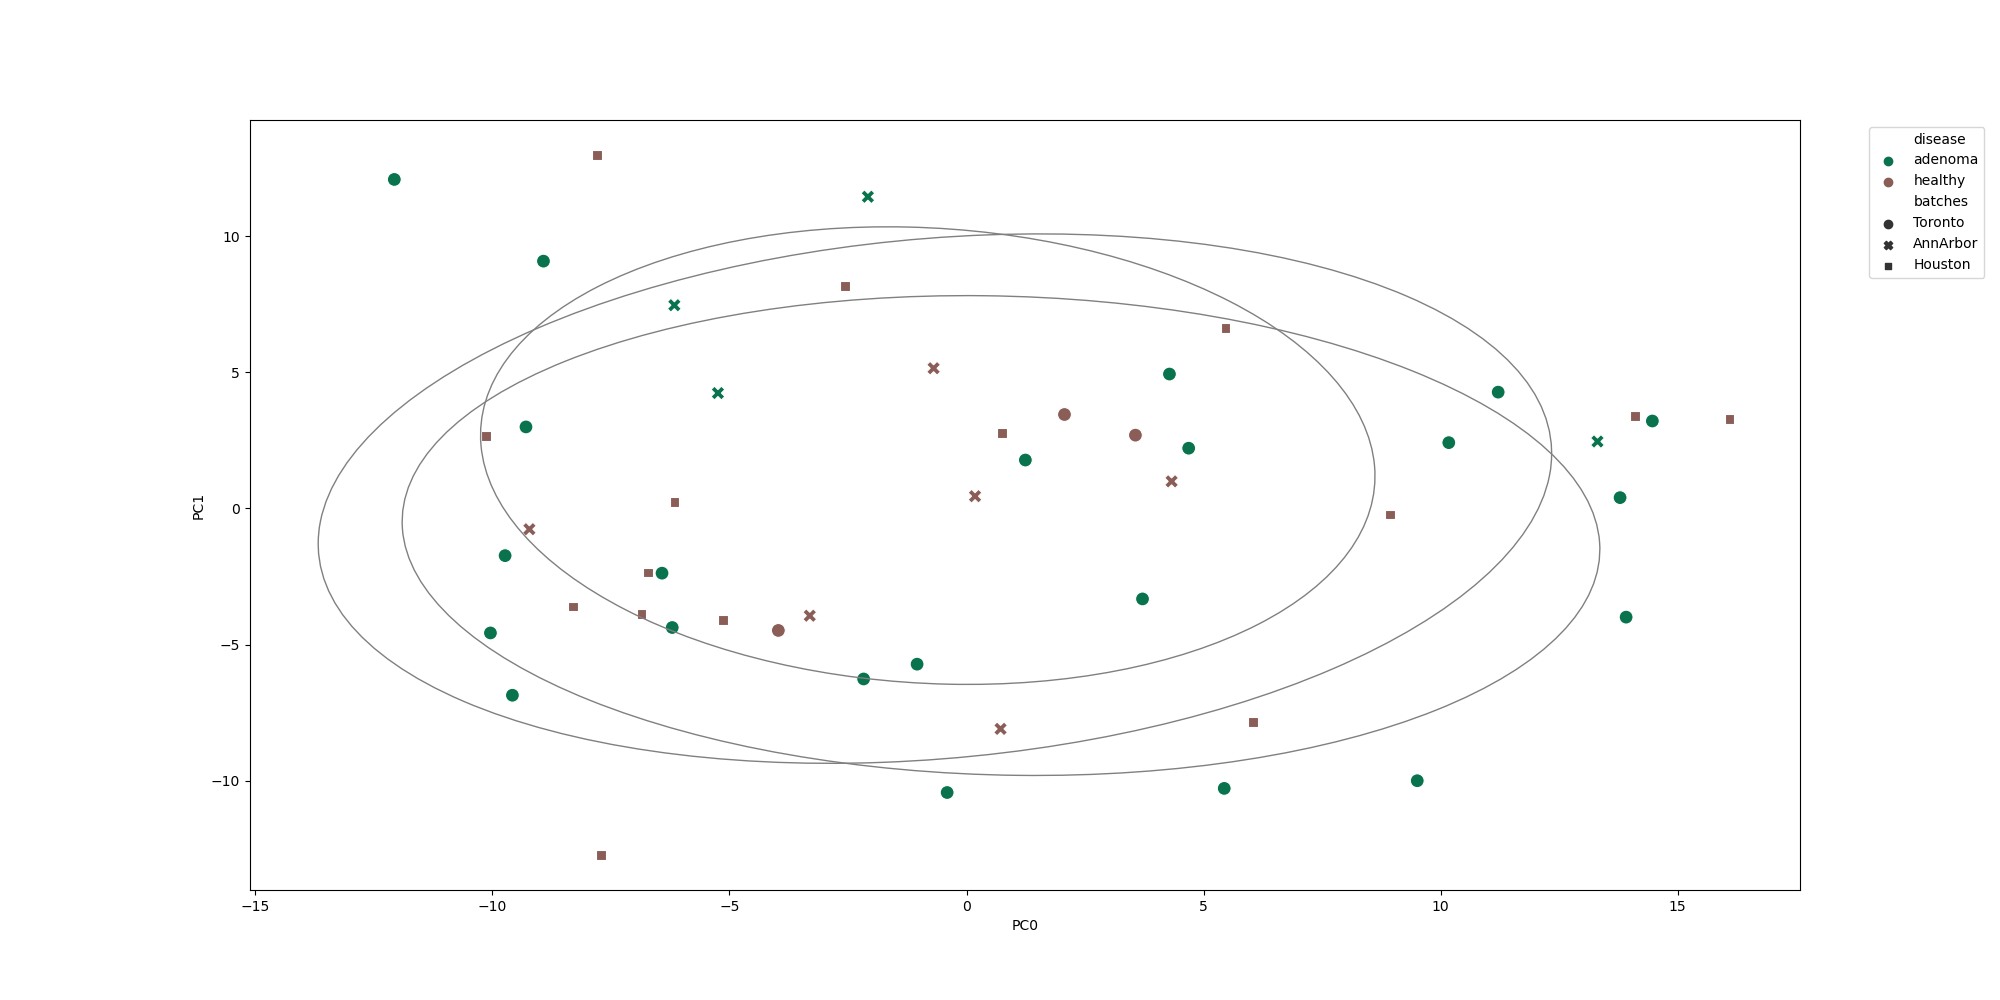 disease
adenoma
healthy
batches
Toronto
AnnArbor
Houston
10
5
0
−5
−10
PC1
−15
−10
−5
0
5
10
15
PC0